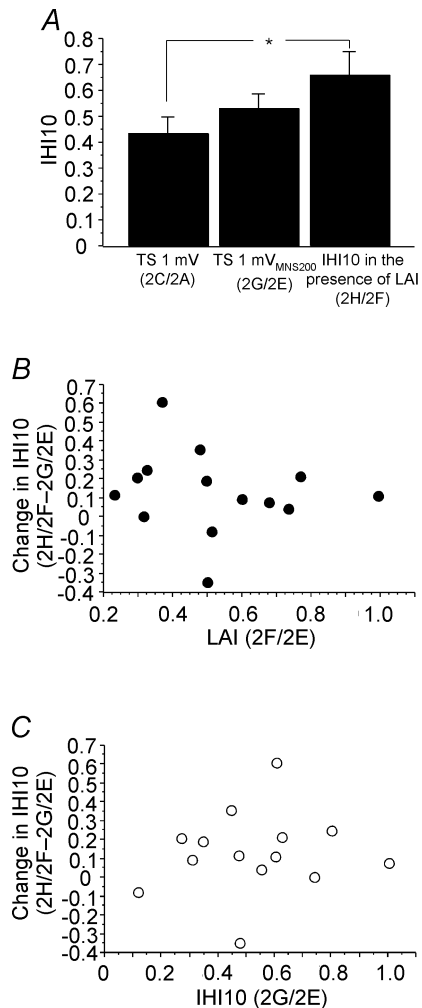 A
0.8
0.7
0.6
0.5
0.4
0.3
0.2
0.1
0
IHI10
*
TS 1 mV
(2C/2A)
TS 1 mVMNS200
(2G/2E)
IHI10 in the
presence of LAI
(2H/2F)
B
Change in IHI10
(2H/2F–2G/2E)
0.7
0.6
0.5
0.4
0.3
0.2
0.1
0
-0.1
-0.2
-0.3
-0.4
0.2 0.4 0.6 0.8 1.0
LAI (2F/2E)
C
Change in IHI10
(2H/2F–2G/2E)
0.7
0.6
0.5
0.4
0.3
0.2
0.1
0
-0.1
-0.2
-0.3
-0.4
0 0.2 0.4 0.6 0.8 1.0
IHI10 (2G/2E)